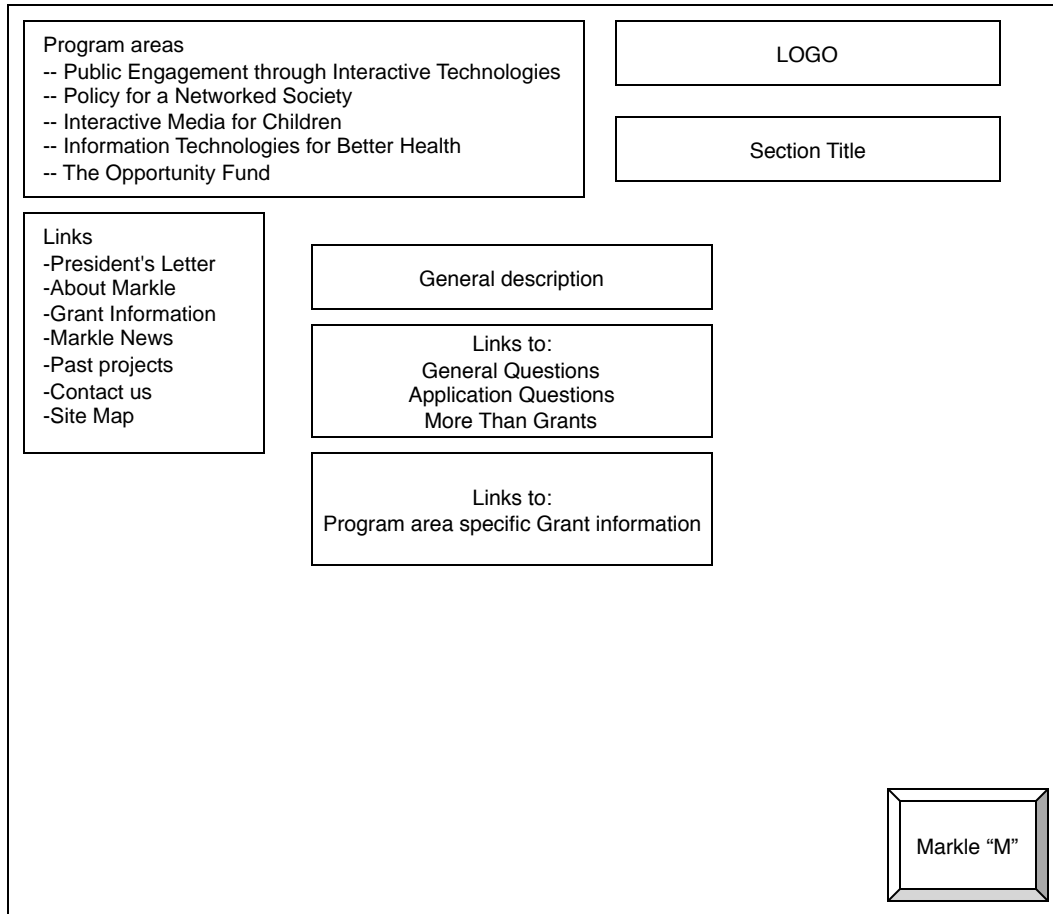 Program areas
-- Public Engagement through Interactive Technologies
-- Policy for a Networked Society
-- Interactive Media for Children
-- Information Technologies for Better Health
-- The Opportunity Fund
LOGO
Section Title
Links
-President's Letter
-About Markle
-Grant Information
-Markle News
-Past projects
-Contact us
-Site Map
General description
Links to:
General Questions
Application Questions
More Than Grants
Links to:
Program area specific Grant information
Markle “M”